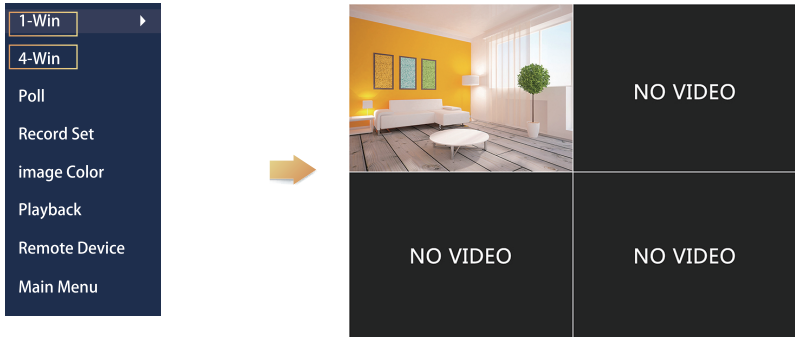 1-Win
4-Win
Poll
Record Set
image Color
Playback
Remote Device
Main Menu
NO VIDEO
NO VIDEO
NO VIDEO